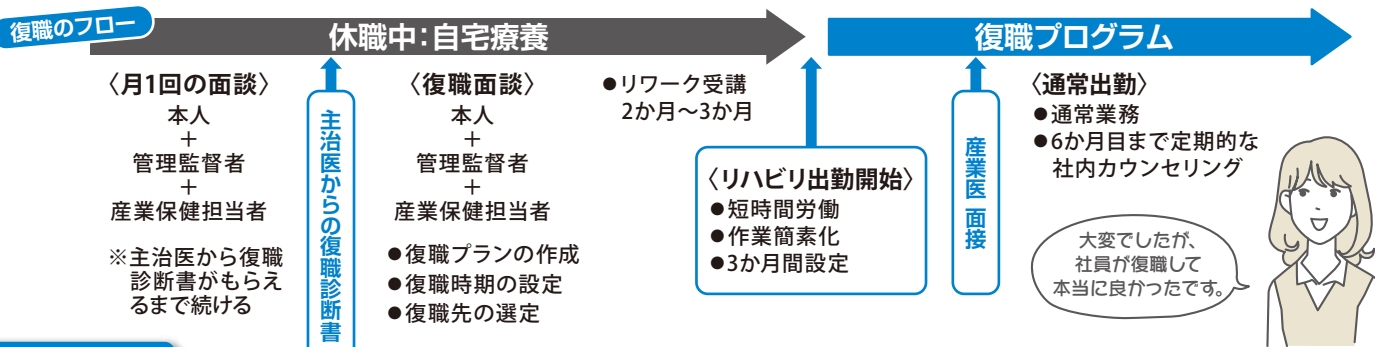 復職のフロー
休職中：自宅療養
復職プログラム
〈月1回の面談〉
本人
＋
管理監督者
＋
産業保健担当者
※主治医から復職
診断書がもらえ
るまで続ける
主治医からの復職診断書
〈復職面談〉
本人
＋
管理監督者
＋
産業保健担当者
●復職プランの作成
●復職時期の設定
●復職先の選定
●リワーク受講
2か月～3か月
〈リハビリ出勤開始〉
●短時間労働
●作業簡素化
●3か月間設定
産業医 面接
〈通常出勤〉
●通常業務
●6か月目まで定期的な
社内カウンセリング
大変でしたが、
社員が復職して
本当に良かったです。